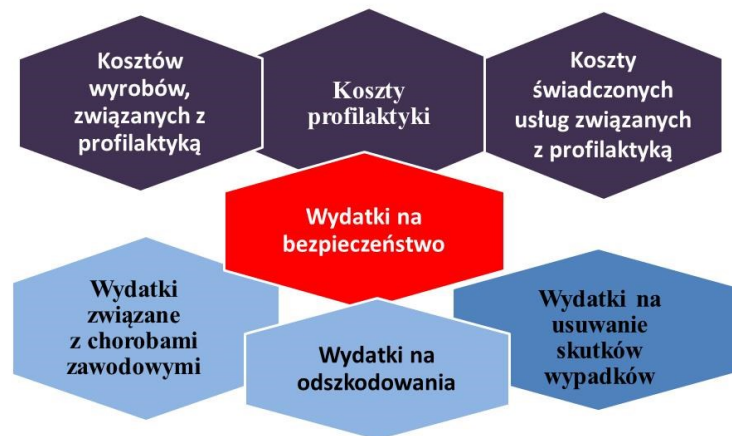 Kosztów
wyrobów,
związanych z
profilaktyką
Koszty
profilaktyki
Koszty
świadczonych
usług związanych
z profilaktyką
Wydatki na
bezpieczeństwo
Wydatki
związane
z chorobami
zawodowymi
Wydatki na
odszkodowania
Wydatki na
usuwanie
skutków
wypadków